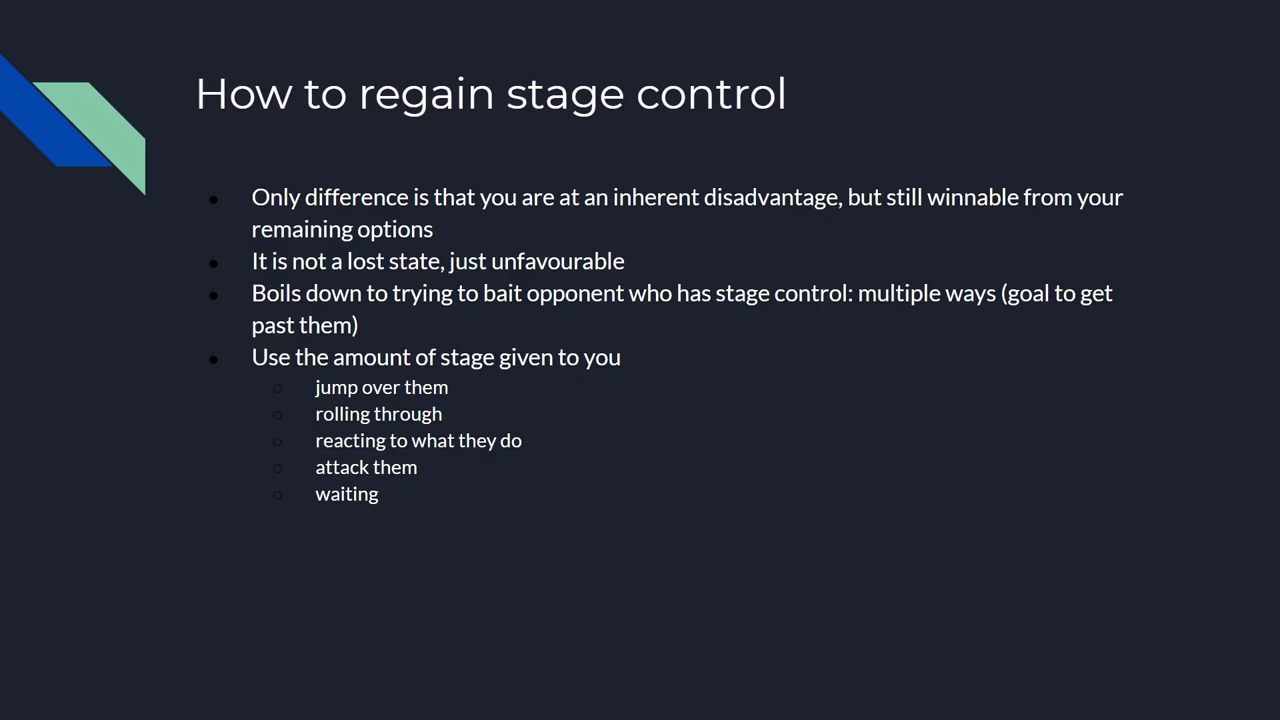 How to regain stage control
● Only difference is that you are at an inherent disadvantage, but still winnable from your
remaining options
● It is not a lost state, just unfavourable
● Boils down to trying to bait opponent who has stage control: multiple ways (goal to get
past them)
● Use the amount of stage given to you
○ jump over them
○ rolling through
○ reacting to what they do
○ attack them
○ waiting